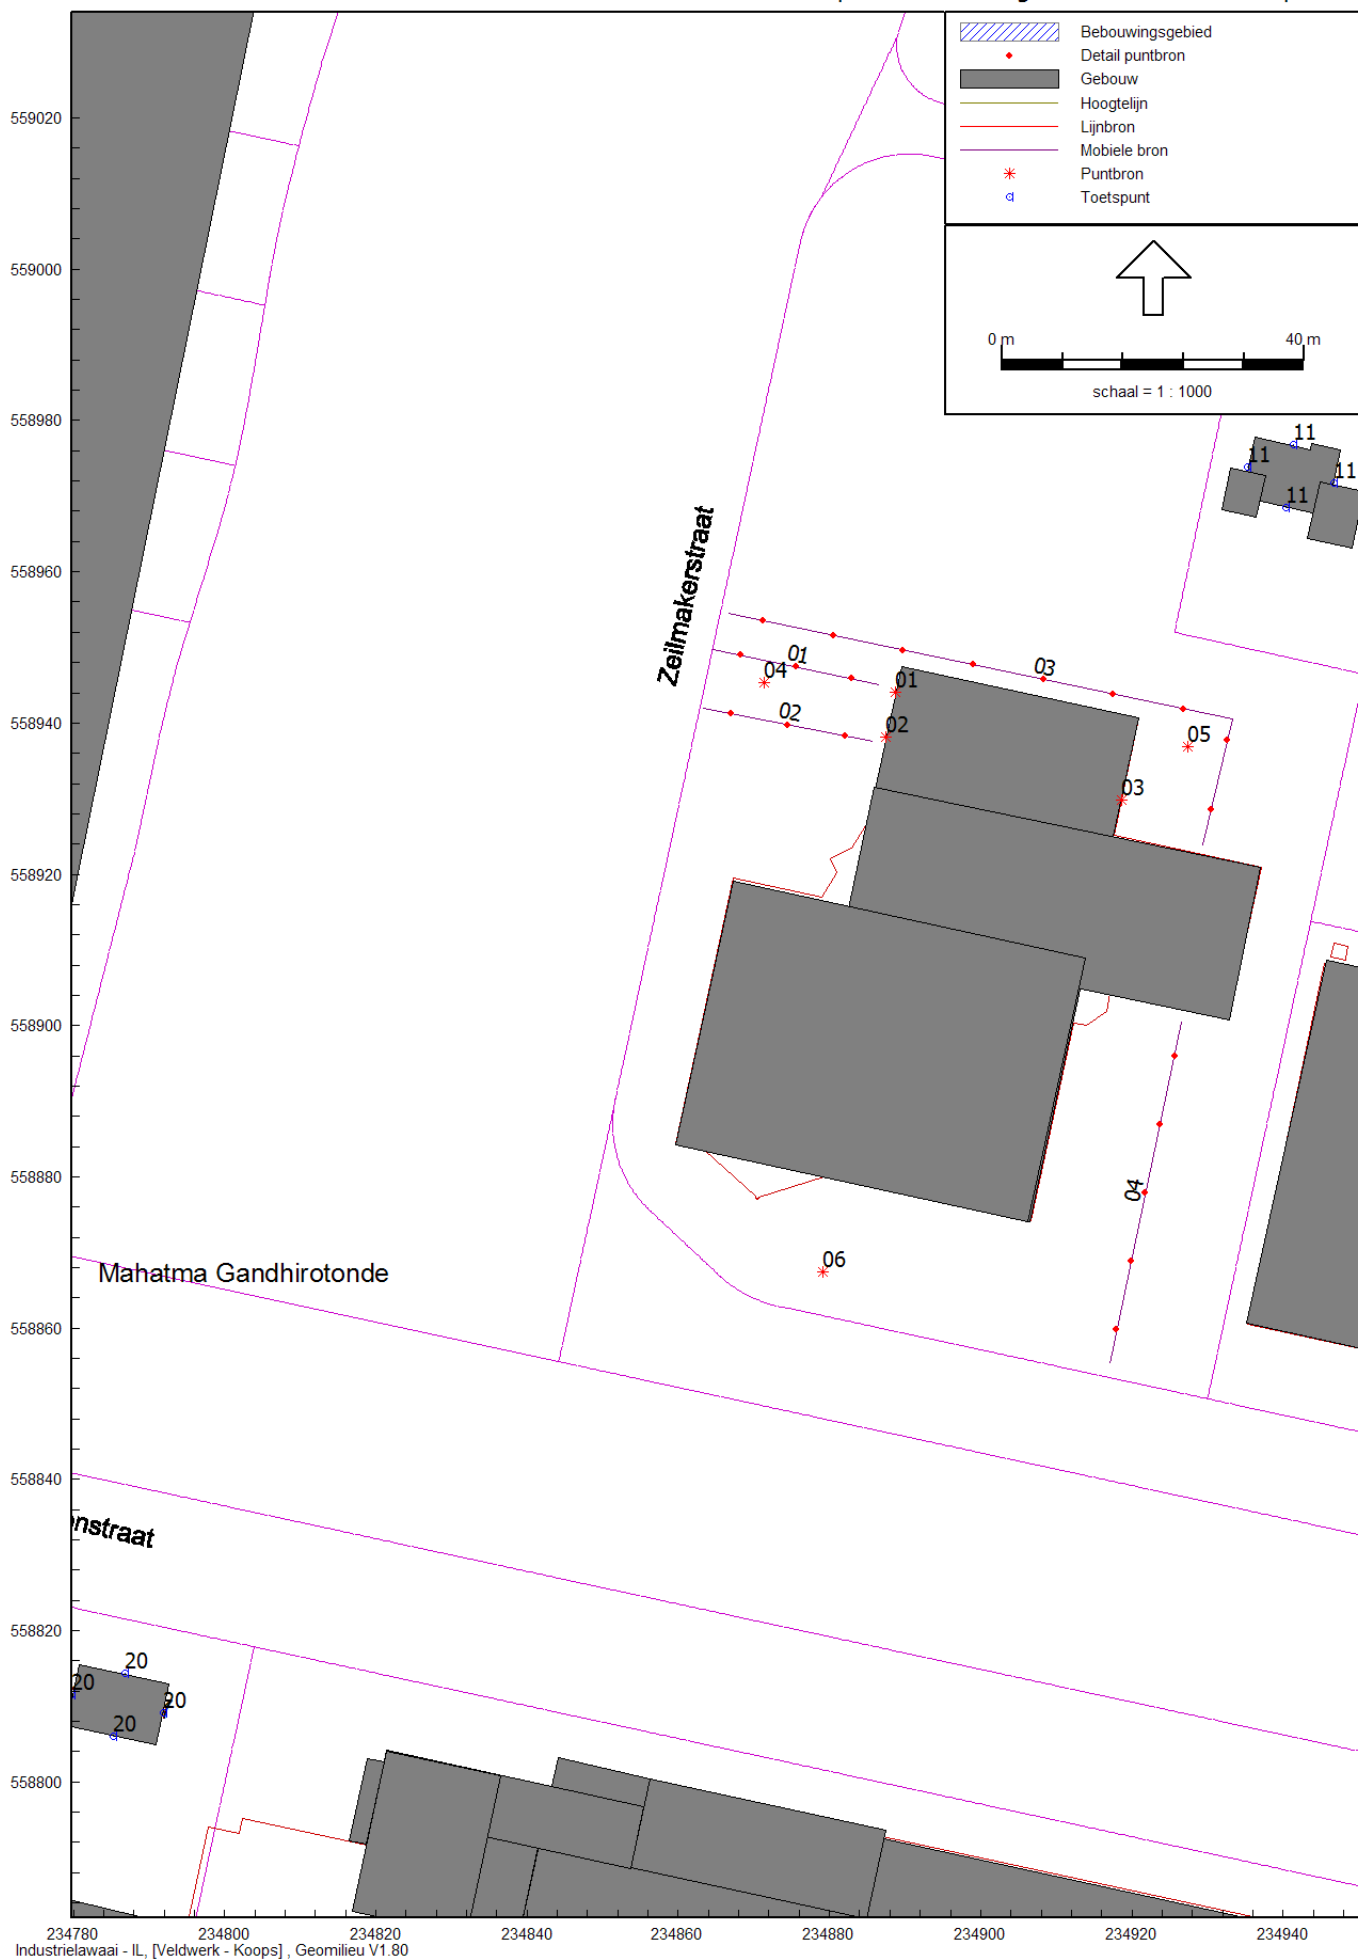 Bebouwingsgebied
Detail puntbron
Gebouw
Hoogtelijn
Lijnbron
Mobiele bron
Puntbron
Toetspunt
0 m 40 m
schaal = 1 : 1000
559020
559000
558980
558960
558940
558920
558900
558880
558860
558840
558820
558800
11
11
11
11
Zeilmakerstraat
01
03
04
01
02
02
05
03
04
06
Mahatma Gandhirotonde
nstraat
20
20
20
20
234780 234800 234820 234840 234860 234880 234900 234920 234940
Industrielawaai - IL, [Veldwerk - Koops] , Geomilieu V1.80